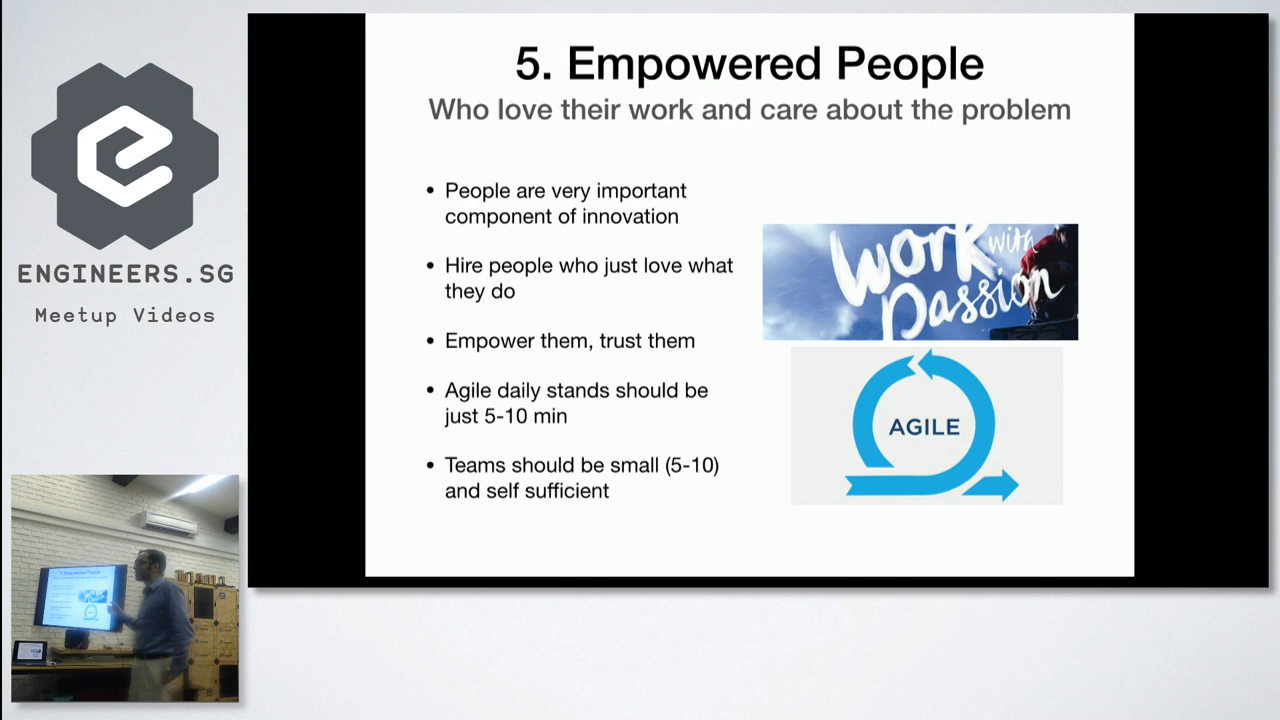 5. Empowered People
Who love their work and care about the problem
• People are very important
component of innovation
• Hire people who just love what
they do
• Empower them, trust them
• Agile daily stands should be
just 5-10 min
• Teams should be small (5-10)
and self sufficient
Work
with
Passion
AGILE
ENGINEERS.SG
Meetup Videos
5. Empowered People